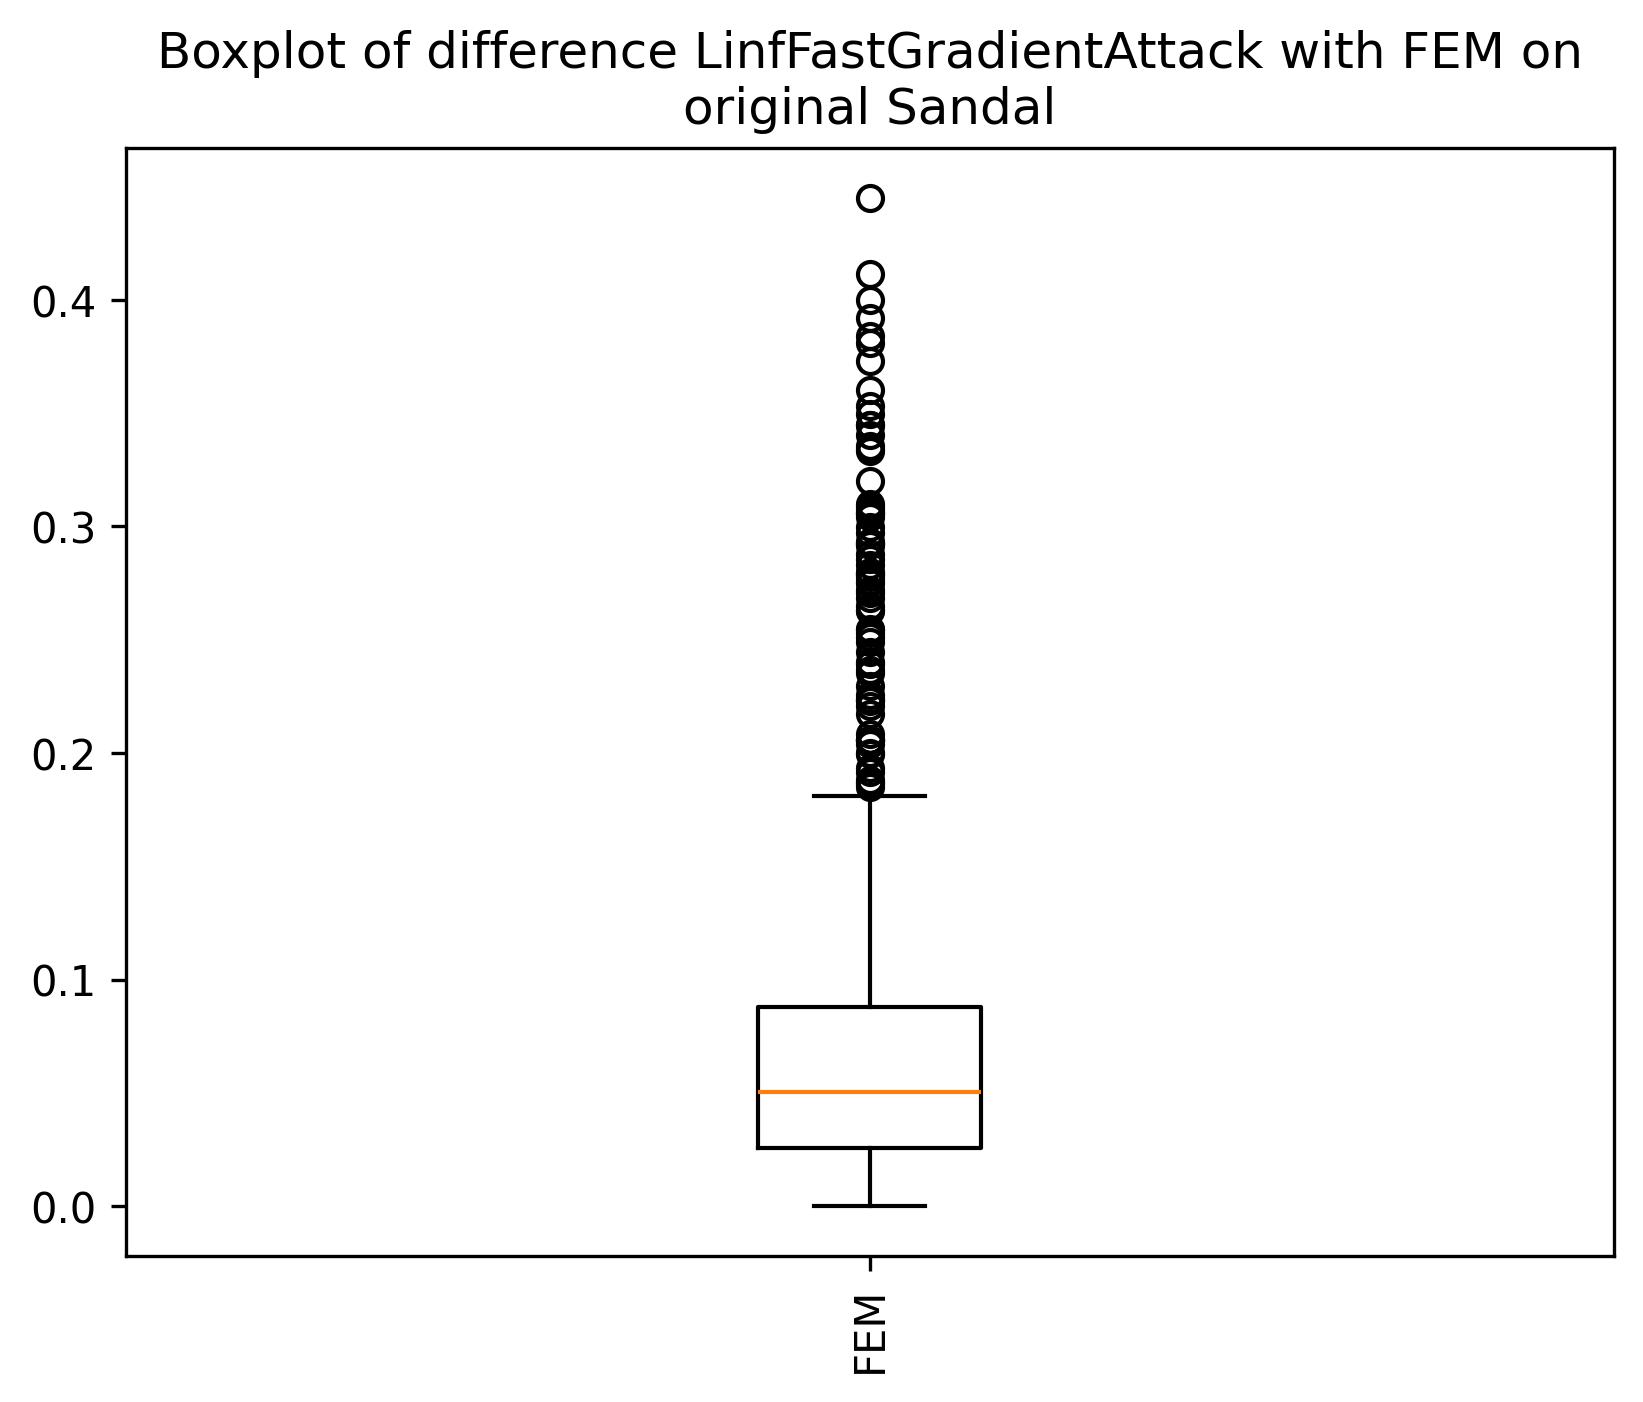 Boxplot of difference LinfFastGradientAttack with FEM on
original Sandal
0.4
0.3
0.2
0.1
0.0
FEM